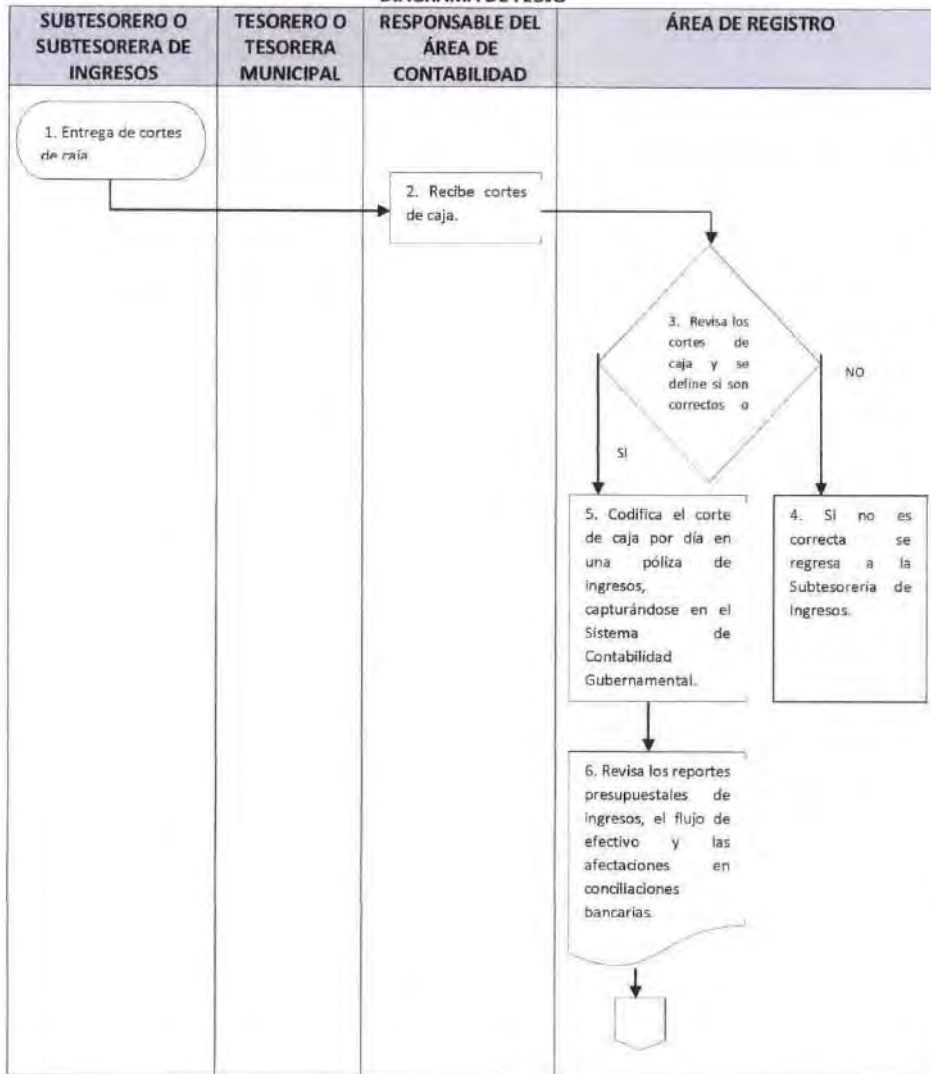 SUBTESORERO O
SUBTESORERA DE
INGRESOS
TESORERO O
TESORERA
MUNICIPAL
RESPONSABLE DEL
ÁREA DE
CONTABILIDAD
ÁREA DE REGISTRO
1. Entrega de cortes
de caja
2. Recibe cortes
de caja.
3. Revisa los
cortes de
caja y se
define si son
correctos o
NO
SI
5. Codifica el corte
de caja por día en
una póliza de
ingresos,
capturándose en el
Sistema de
Contabilidad
Gubernamental.
4. Si no es
correcta se
regresa a la
Subtesorería de
Ingresos.
6. Revisa los reportes
presupuestales de
ingresos, el flujo de
efectivo y las
afectaciones en
conciliaciones
bancarias.